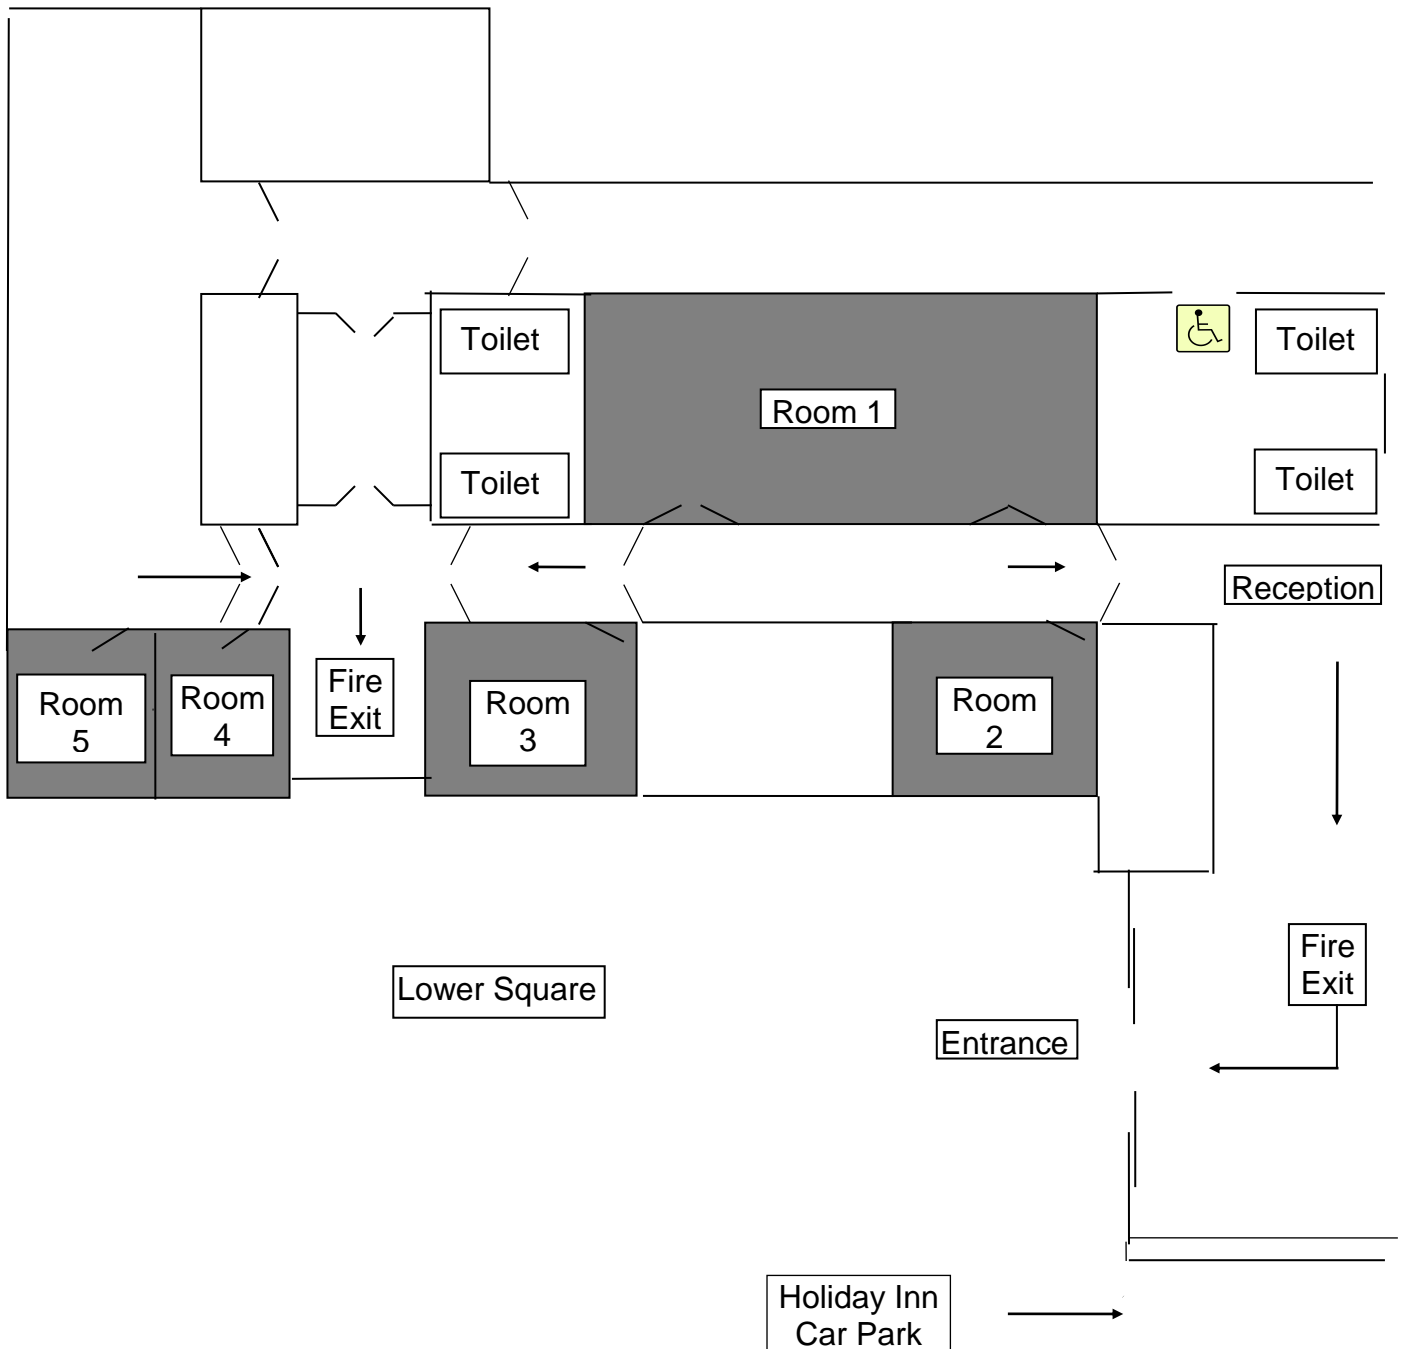 Toilet
Toilet
Room 1
Toilet
Toilet
Reception
Room
5
Room
4
Fire
Exit
Room
3
Room
2
Fire
Exit
Lower Square
Entrance
Holiday Inn
Car Park